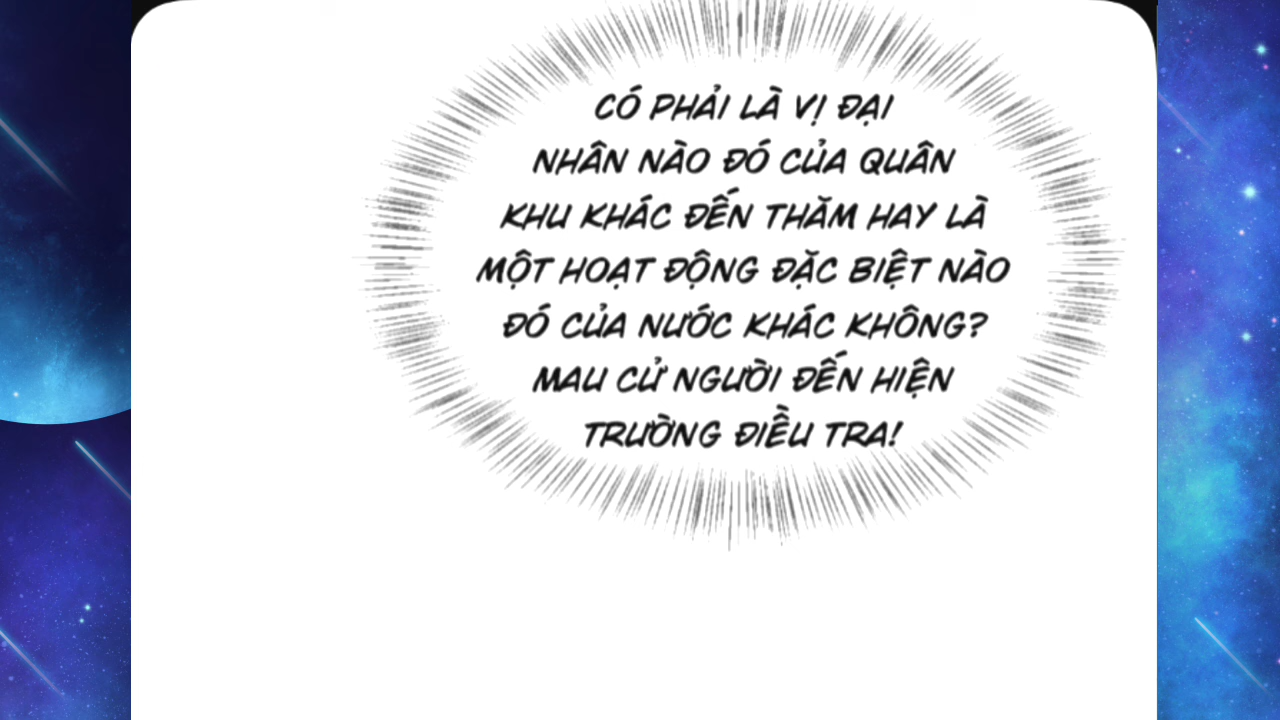 CÓ PHẢI LÀ VỊ ĐẠI
NHÂN NÀO ĐÓ CỦA QUÂN
KHU KHÁC ĐẾN THĂM HAY LÀ
MỘT HOẠT ĐỘNG ĐẶC BIỆT NÀO
ĐÓ CỦA NƯỚC KHÁC KHÔNG?
MAU CỬ NGƯỜI ĐẾN HIỆN
TRƯỜNG ĐIỀU TRA!